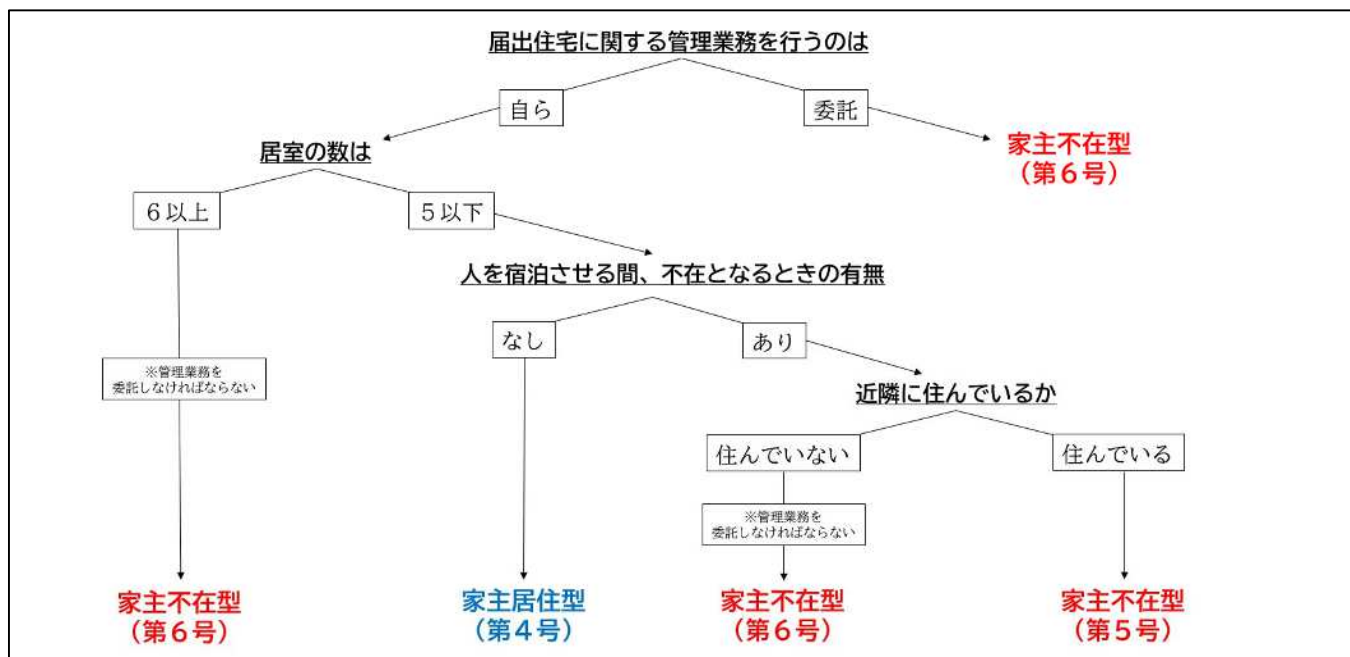 届出住宅に関する管理業務を行うのは
自ら
委託
家主不在型
（第６号）
居室の数は
６以上
５以下
人を宿泊させる間、不在となるときの有無
なし
あり
※管理業務を
委託しなければならない
近隣に住んでいるか
住んでいない
住んでいる
※管理業務を
委託しなければならない
家主不在型
（第６号）
家主居住型
（第４号）
家主不在型
（第６号）
家主不在型
（第５号）